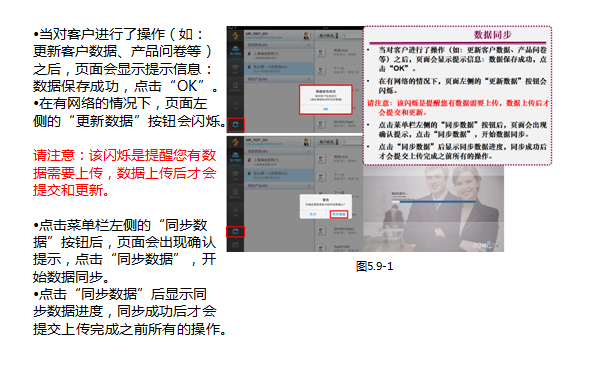 •当对客户进行了操作（如：
更新客户数据、产品问卷等）
之后，页面会显示提示信息：
数据保存成功，点击“OK”。
•在有网络的情况下，页面左
侧的“更新数据”按钮会闪烁。
请注意：该闪烁是提醒您有数
据需要上传，数据上传后才会
提交和更新。
•点击菜单栏左侧的“同步数
据”按钮后，页面会出现确认
提示，点击“同步数据”，开
始数据同步。
•点击“同步数据”后显示同
步数据进度，同步成功后才会
提交上传完成之前所有的操作。
数据同步
• 当对客户进行了操作（如：更新客户数据、产品问卷
等）之后，页面会显示提示信息：数据保存成功，点
击“OK”。
• 在有网络的情况下，页面左侧的“更新数据”按钮会
闪烁。
请注意：该闪烁是提醒您有数据需要上传，数据上传后才
会提交和更新。
• 点击菜单栏左侧的“同步数据”按钮后，页面会出现
确认提示，点击“同步数据”，开始数据同步。
• 点击“同步数据”后显示同步数据进度，同步成功后
才会提交上传完成之前所有的操作。
图5.9-1